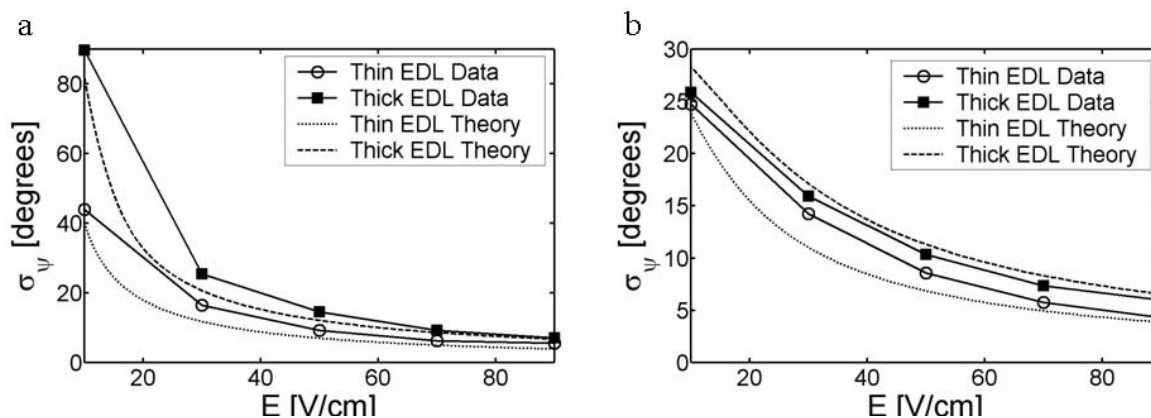 a
σψ [degrees]
80
60
40
20
0
20
40
60
80
E [V/cm]
Thin EDL Data
Thick EDL Data
Thin EDL Theory
Thick EDL Theory
b
σψ [degrees]
30
25
20
15
10
5
0
20
40
60
80
E [V/cm]
Thin EDL Data
Thick EDL Data
Thin EDL Theory
Thick EDL Theory